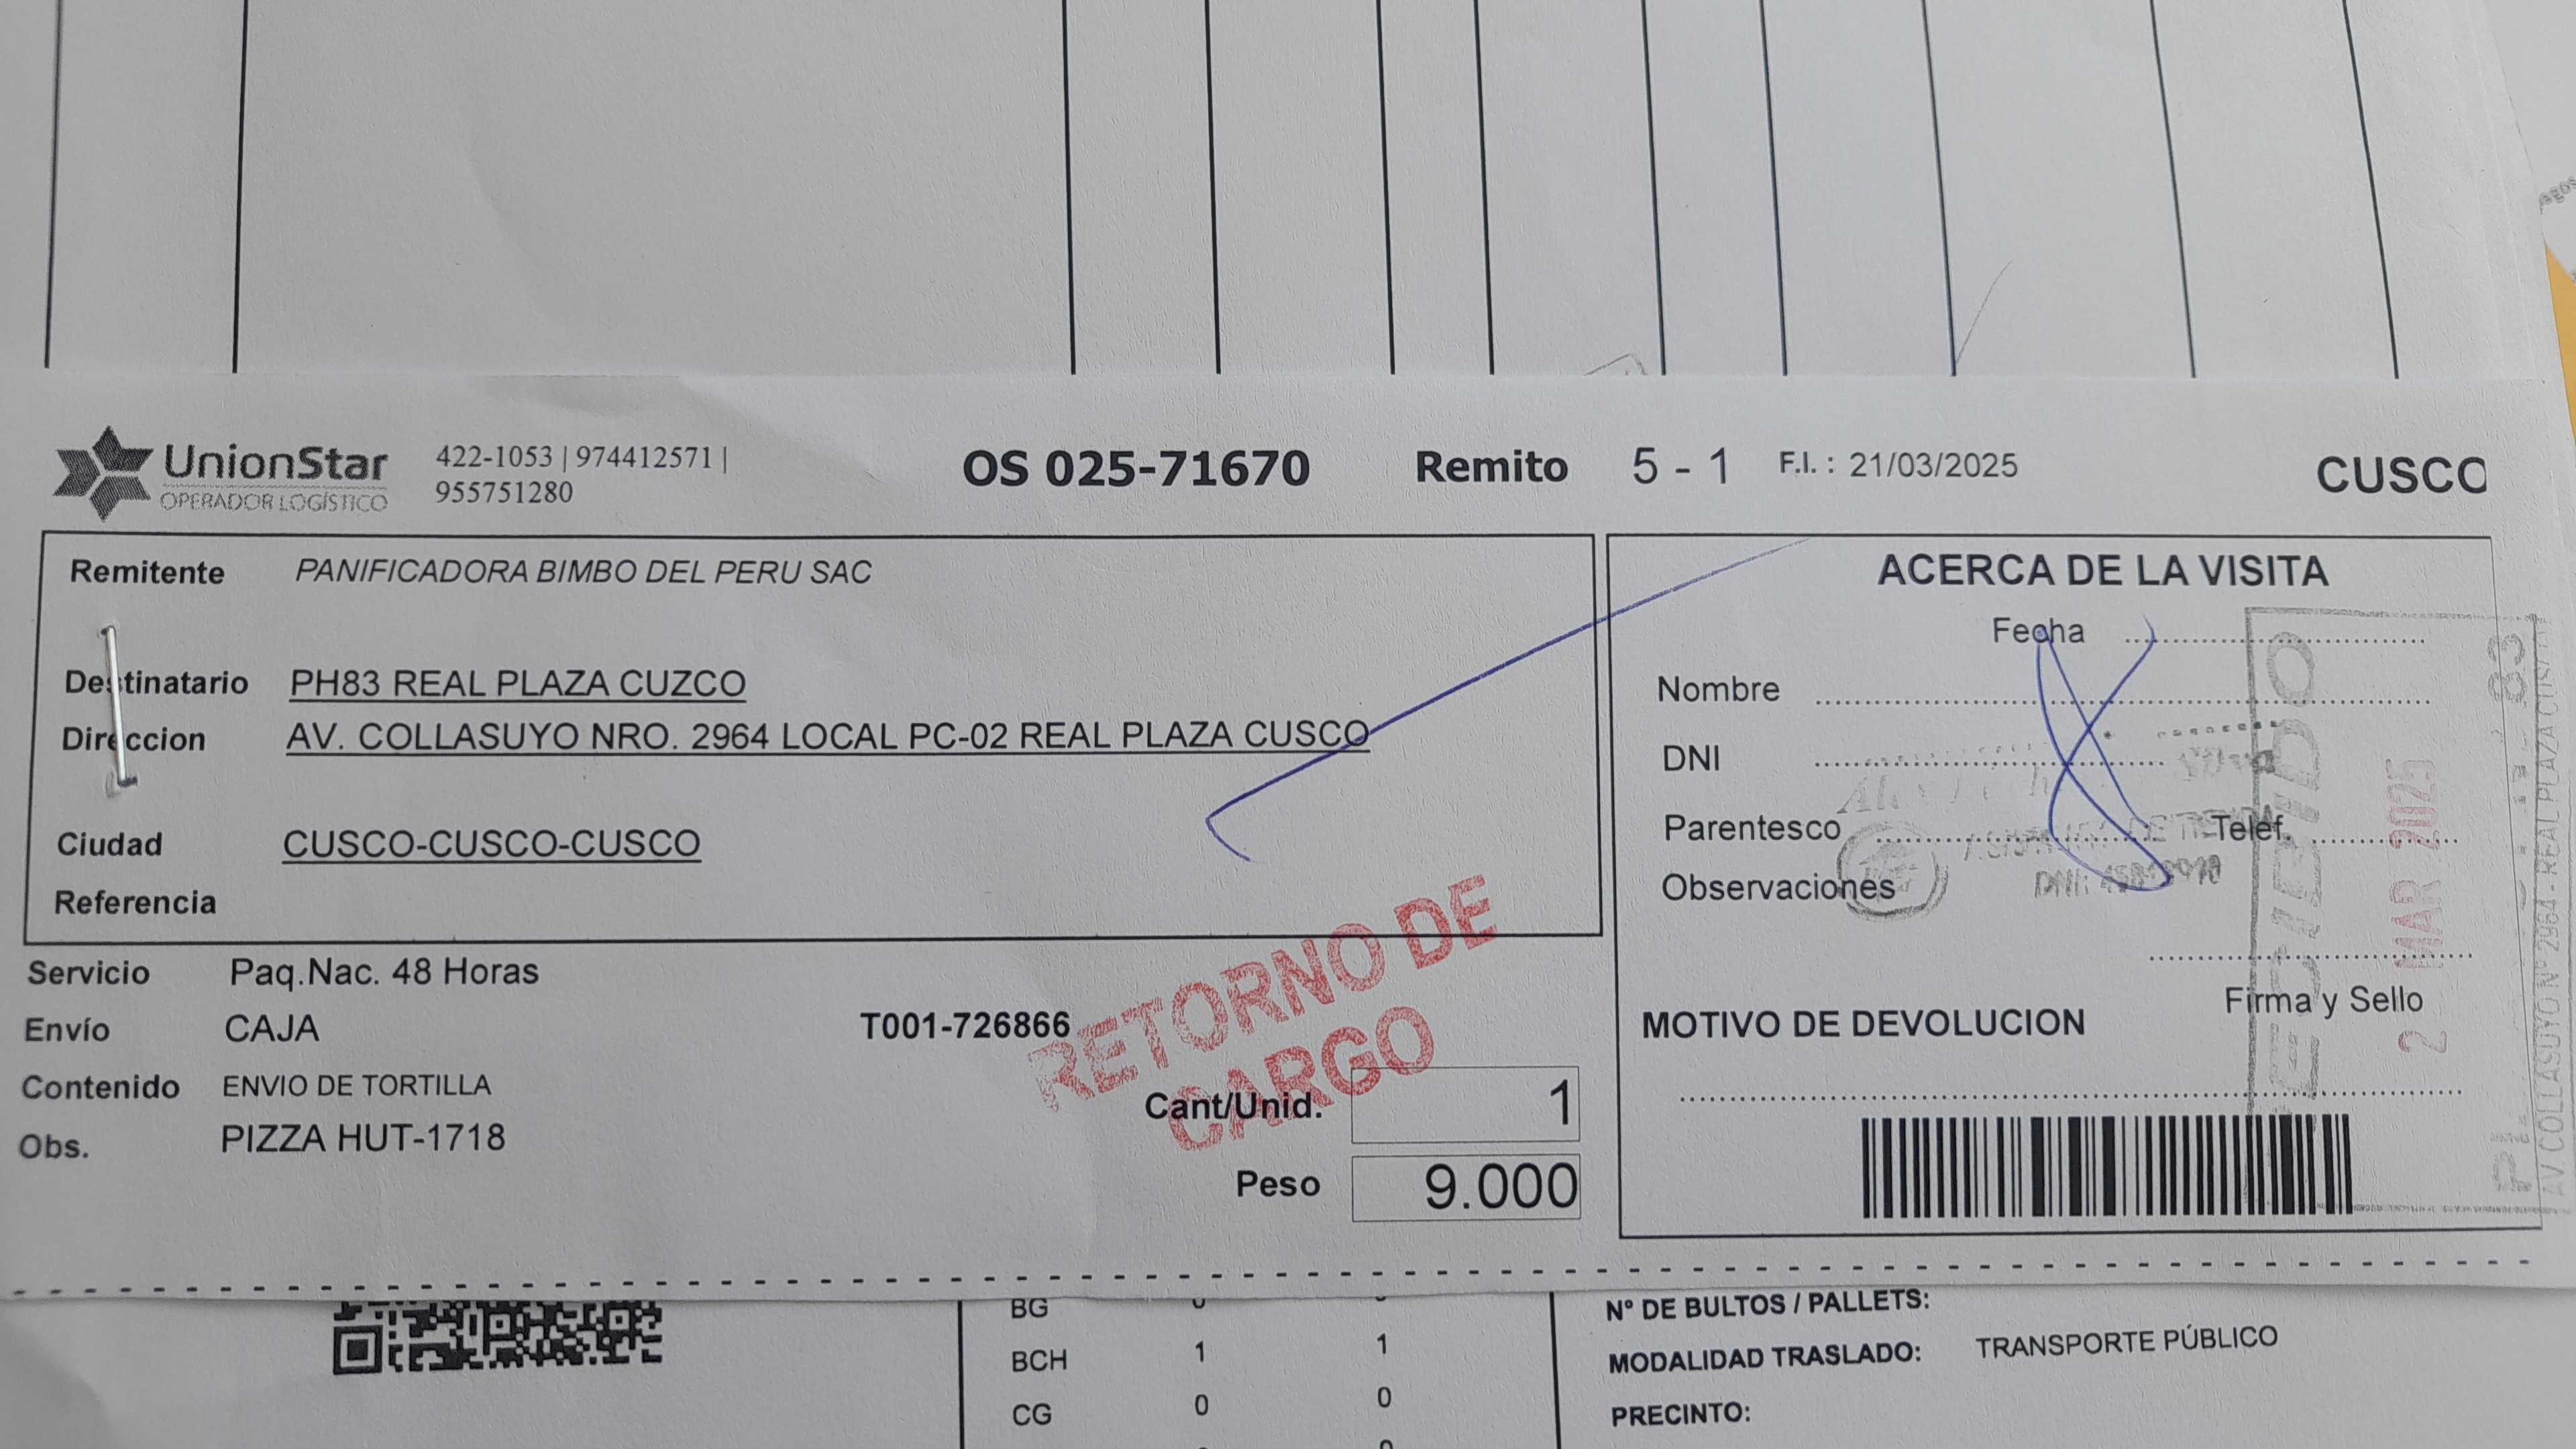 UnionStar
OPERADOR LOGÍSTICO
422-1053 | 974412571 |
955751280
OS 025-71670 Remito 5 - 1 F.I. : 21/03/2025 CUSCO
Remitente PANIFICADORA BIMBO DEL PERU SAC
Destinatario PH83 REAL PLAZA CUZCO
Direccion AV. COLLASUYO NRO. 2964 LOCAL PC-02 REAL PLAZA CUSCO
Ciudad CUSCO-CUSCO-CUSCO
Referencia
Servicio Paq.Nac. 48 Horas
Envío CAJA T001-726866
Contenido ENVIO DE TORTILLA
Obs. PIZZA HUT-1718
RETORNO DE
CARGO
Cant/Unid. 1
Peso 9.000
ACERCA DE LA VISITA
Fecha
Nombre
DNI
Parentesco Telef.
Observaciones
DNI:
Firma y Sello
MOTIVO DE DEVOLUCION
RECIBIDO
2 MAR 2025
83
AV COLLASUYO N° 2964 - REAL PLAZA CUSCO
BG
BCH 1 1
CG 0 0
N° DE BULTOS / PALLETS:
MODALIDAD TRASLADO: TRANSPORTE PÚBLICO
PRECINTO: